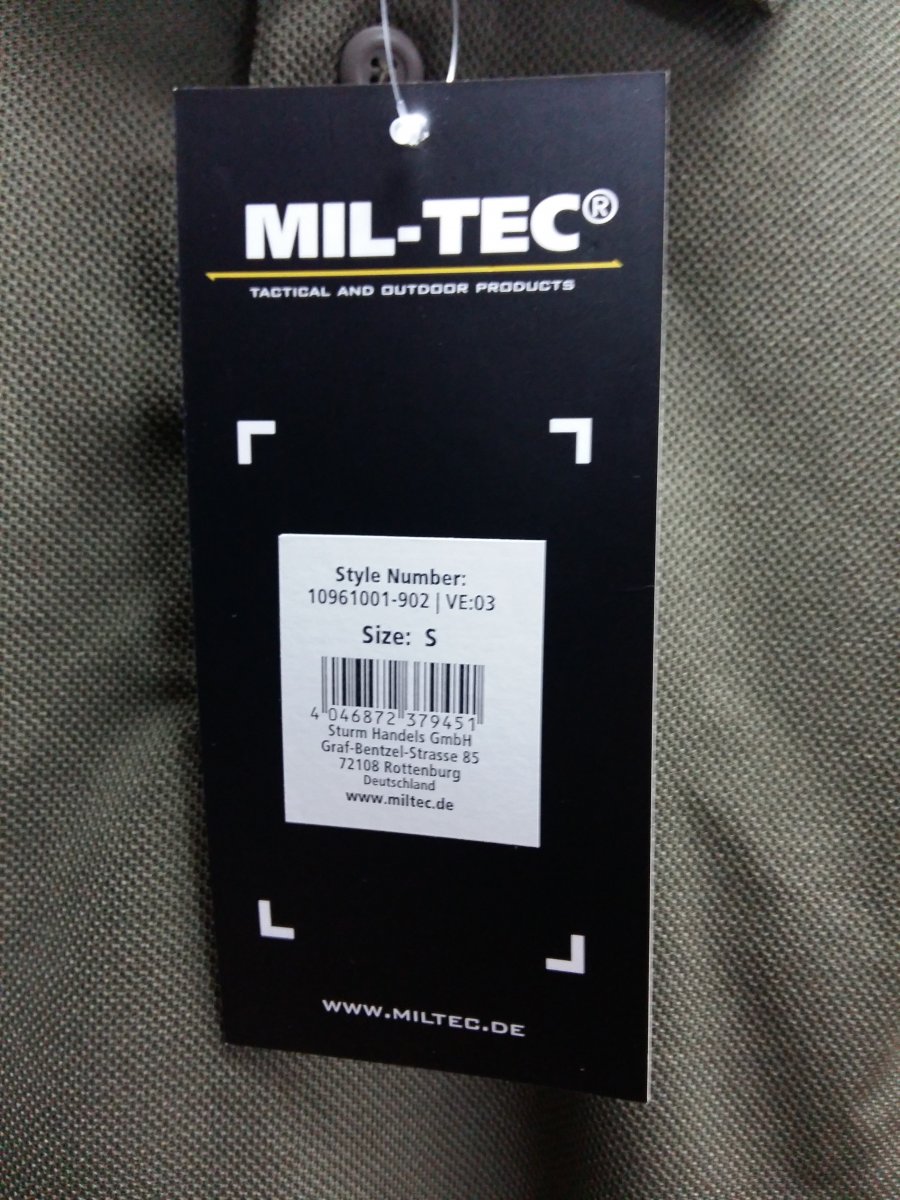 MIL-TEC®
TACTICAL AND OUTDOOR PRODUCTS
Style Number:
10961001-902 | VE:03
Size: S
4 046872 379451
Sturm Handels GmbH
Graf-Bentzel-Strasse 85
72108 Rottenburg
Deutschland
www.miltec.de
WWW.MILTEC.DE